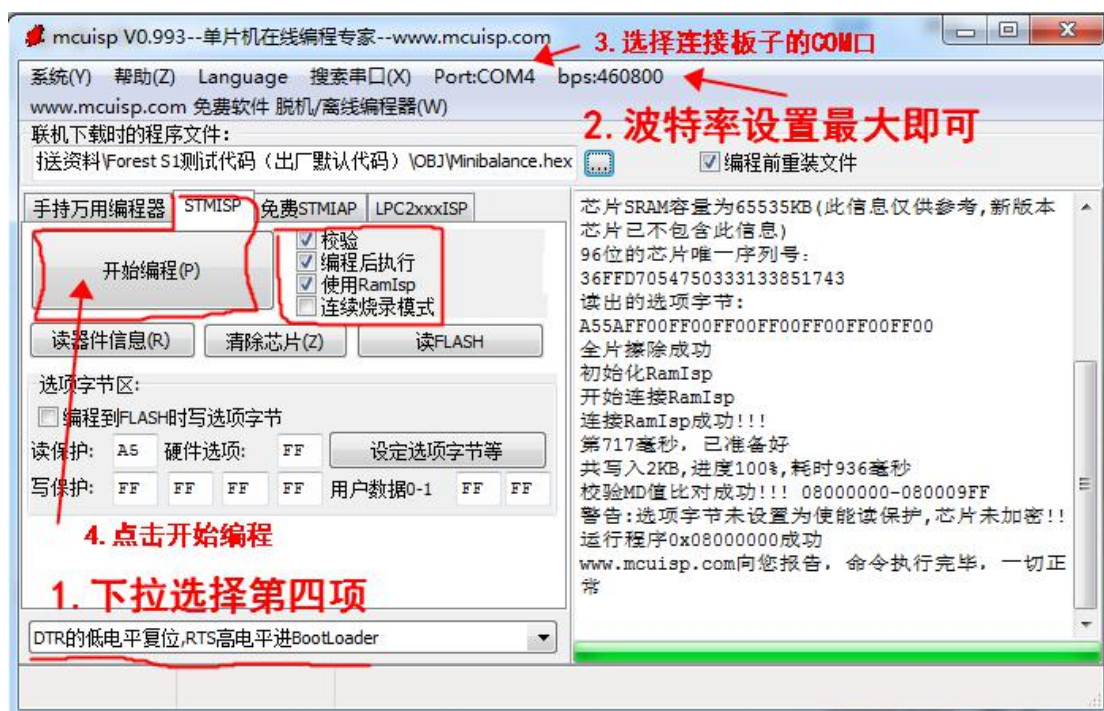 mcuisp V0.993--单片机在线编程专家--www.mcuisp.com
3. 选择连接板子的COM口
系统(Y) 帮助(Z) Language 搜索串口(X) Port:COM4 bps:460800
www.mcuisp.com 免费软件 脱机/离线编程器(W)
2. 波特率设置最大即可
联机下载时的程序文件:
送资料\Forest S1测试代码（出厂默认代码）\OBJ\Minibalance.hex ... 编程前重装文件
手持万用编程器 STMISP 免费STMIAP LPC2xxxISP
开始编程(P)
校验
编程后执行
使用RamIsp
连续烧录模式
读器件信息(R) 清除芯片(Z) 读FLASH
选项字节区:
编程到FLASH时写选项字节
读保护: A5 硬件选项: FF 设定选项字节等
写保护: FF FF FF FF 用户数据0-1 FF FF
4. 点击开始编程
1. 下拉选择第四项
DTR的低电平复位,RTS高电平进BootLoader
芯片SRAM容量为65535KB(此信息仅供参考,新版本
芯片已不包含此信息)
96位的芯片唯一序列号:
36FFD7054750333133851743
读出的选项字节:
A55AFF00FF00FF00FF00FF00FF00FF00
全片擦除成功
初始化RamIsp
开始连接RamIsp
连接RamIsp成功!!!
第717毫秒, 已准备好
共写入2KB,进度100%,耗时936毫秒
校验MD值比对成功!!! 08000000-080009FF
警告:选项字节未设置为使能读保护,芯片未加密!!
运行程序0x08000000成功
www.mcuisp.com向您报告, 命令执行完毕, 一切正
常